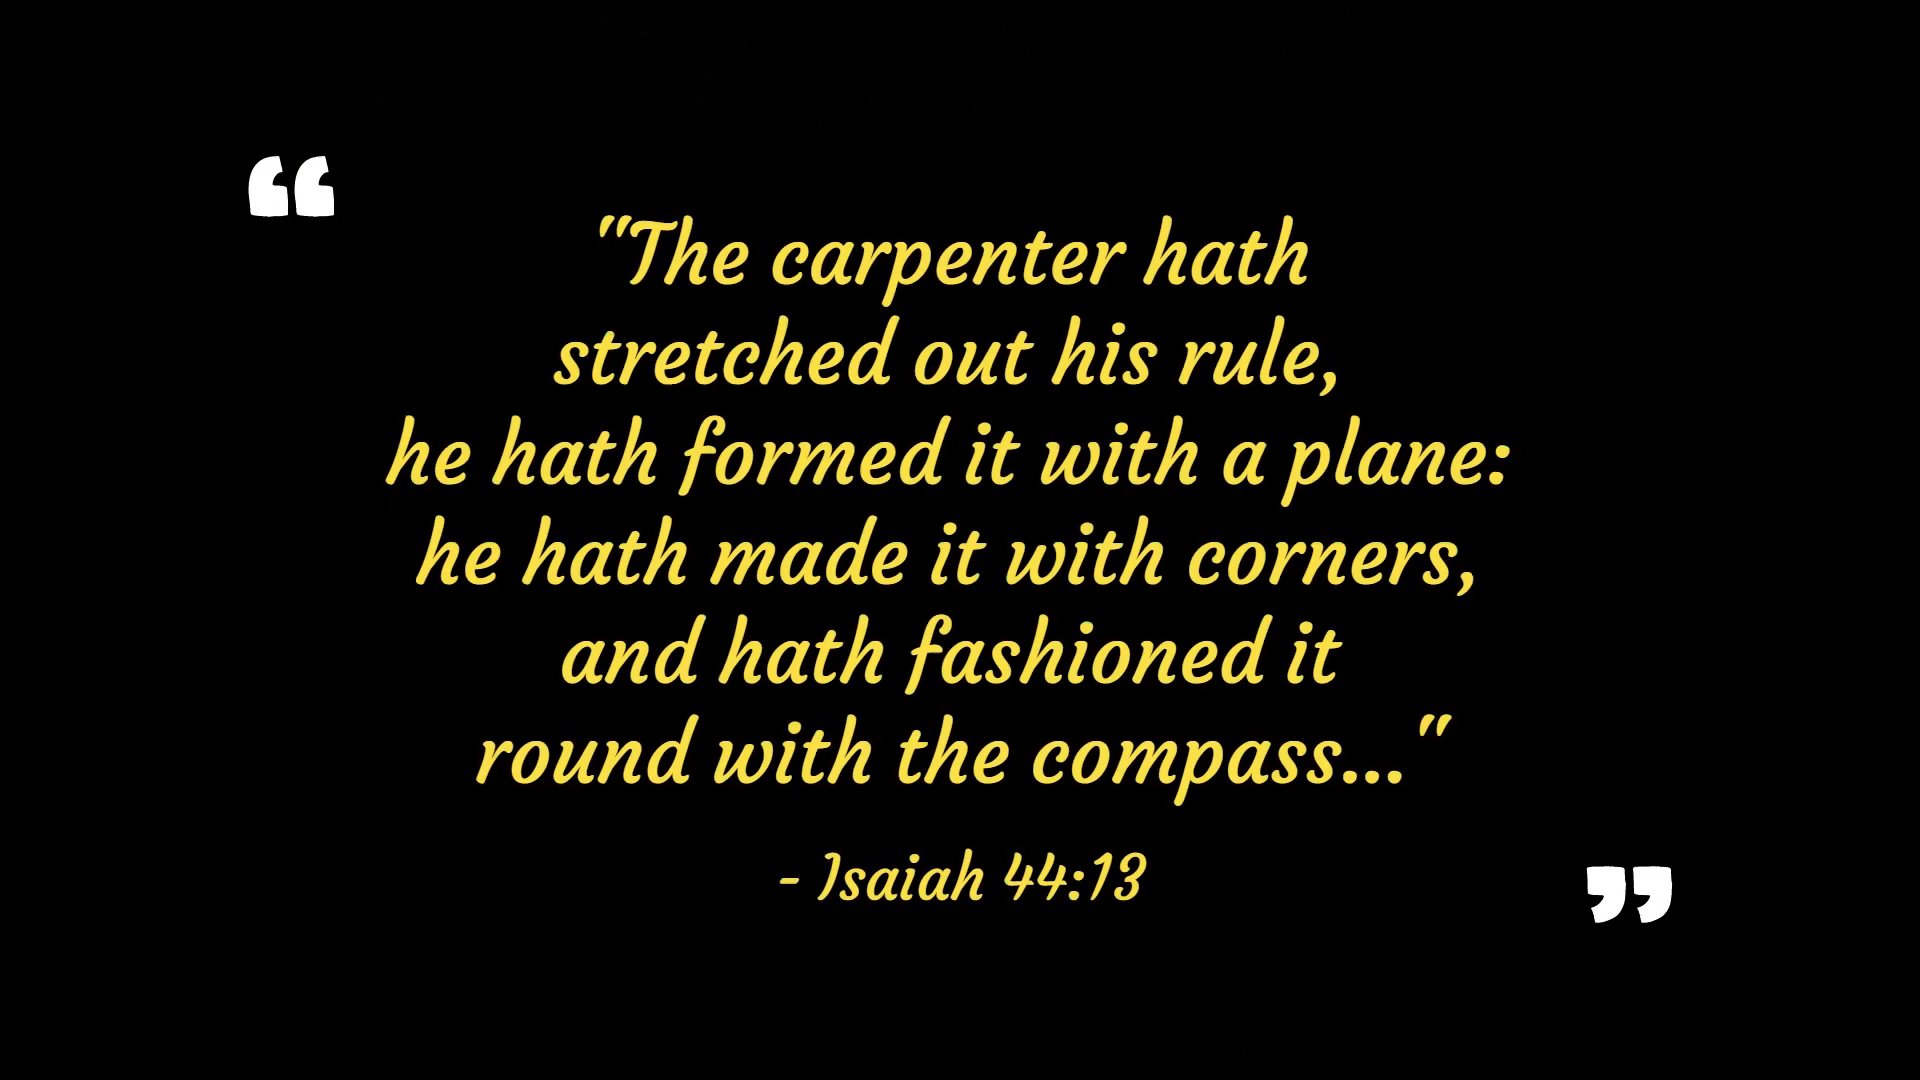 "The carpenter hath
stretched out his rule,
he hath formed it with a plane:
he hath made it with corners,
and hath fashioned it
round with the compass..."
- Isaiah 44:13